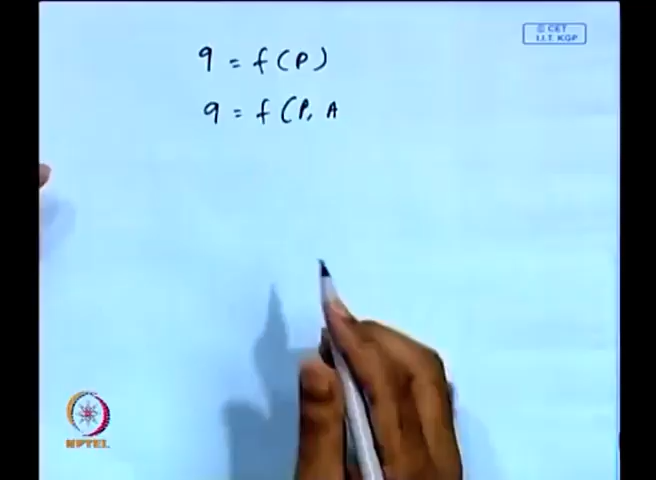 © CET
I.I.T. KGP
q = f(P)
q = f(P, A
NPTEL